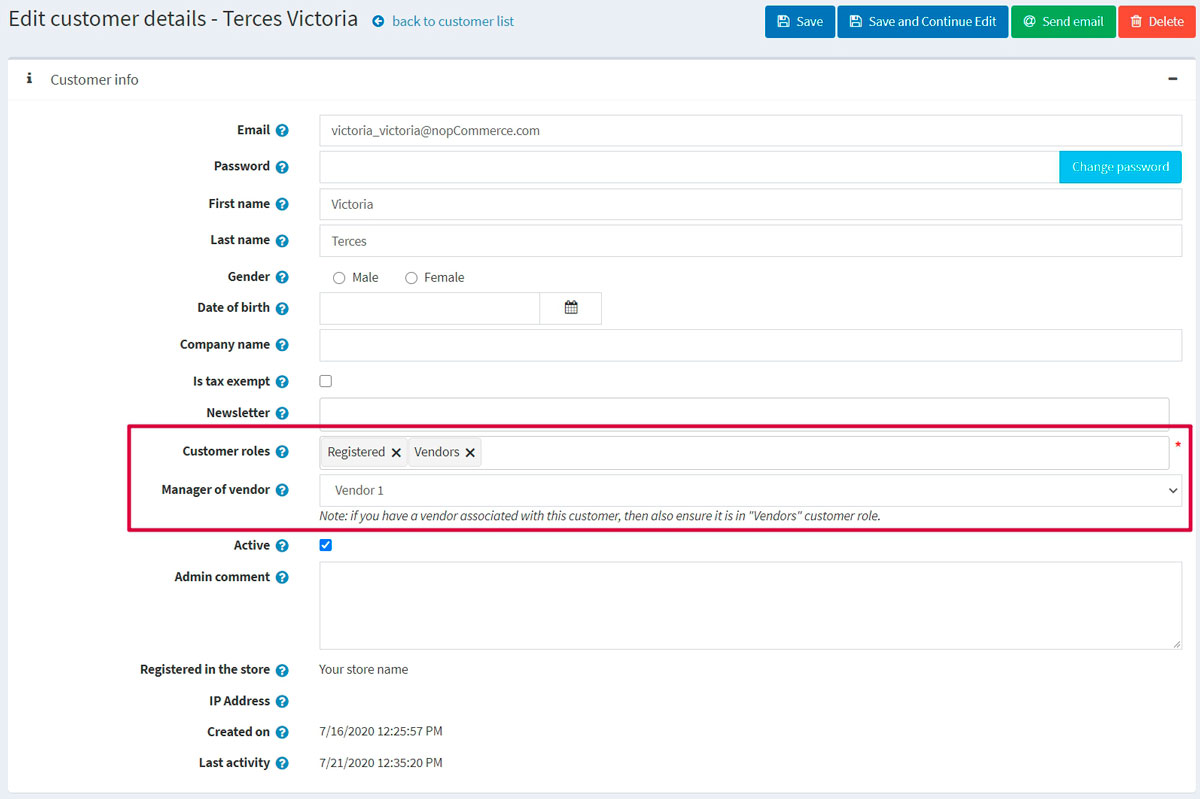 Edit customer details - Terces Victoria back to customer list Save Save and Continue Edit @ Send email Delete
i Customer info
Email ? victoria_victoria@nopCommerce.com
Password ? Change password
First name ? Victoria
Last name ? Terces
Gender ? Male Female
Date of birth ?
Company name ?
Is tax exempt ?
Newsletter ?
Customer roles ? Registered Vendors *
Manager of vendor ? Vendor 1
Note: if you have a vendor associated with this customer, then also ensure it is in "Vendors" customer role.
Active ?
Admin comment ?
Registered in the store ? Your store name
IP Address ?
Created on ? 7/16/2020 12:25:57 PM
Last activity ? 7/21/2020 12:35:20 PM